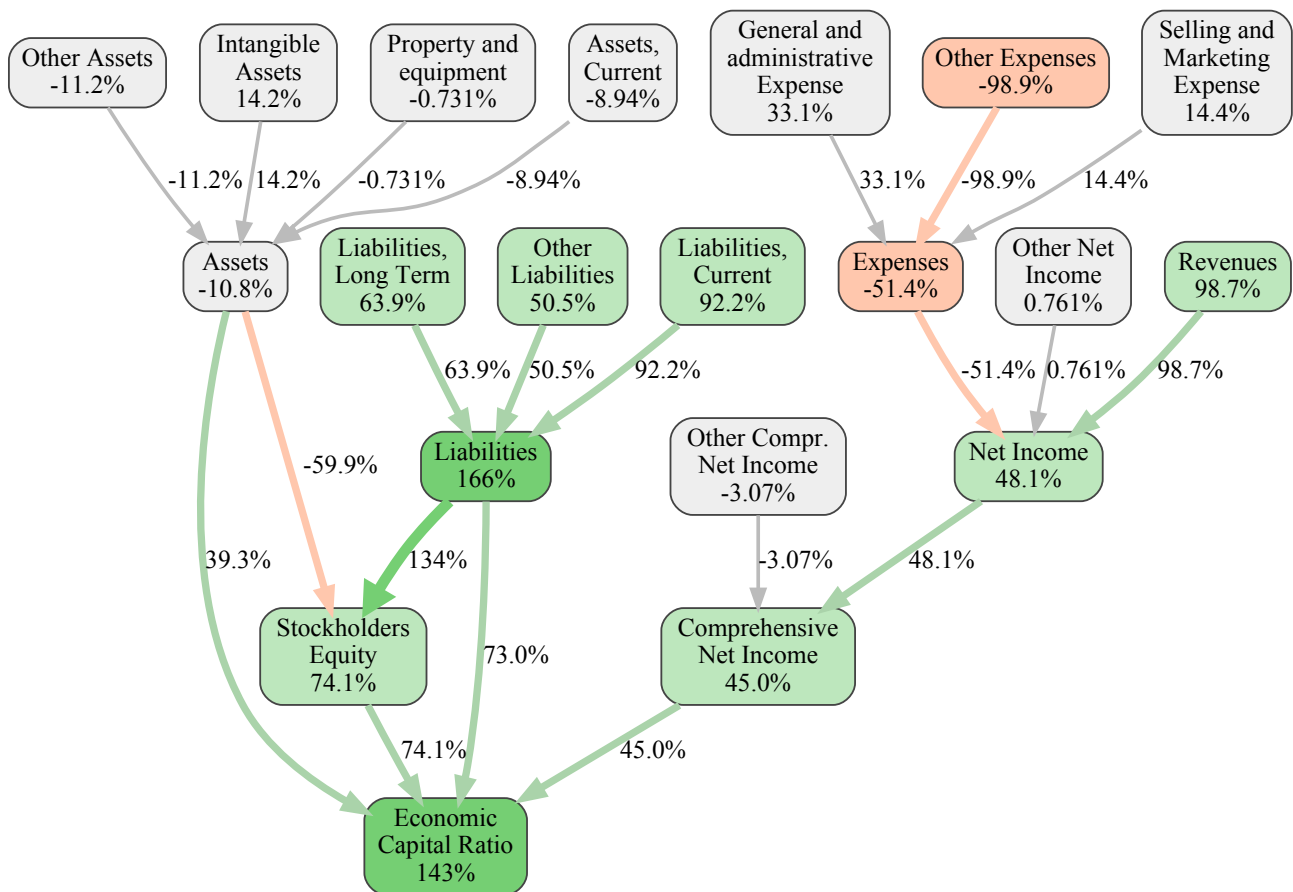 Other Assets
-11.2%
Intangible
Assets
14.2%
Property and
equipment
-0.731%
Assets,
Current
-8.94%
General and
administrative
Expense
33.1%
Other Expenses
-98.9%
Selling and
Marketing
Expense
14.4%
-11.2%
14.2%
-0.731%
-8.94%
33.1%
-98.9%
14.4%
Assets
-10.8%
Liabilities,
Long Term
63.9%
Other
Liabilities
50.5%
Liabilities,
Current
92.2%
Expenses
-51.4%
Other Net
Income
0.761%
Revenues
98.7%
63.9%
50.5%
92.2%
-51.4%
0.761%
98.7%
Liabilities
166%
Other Compr.
Net Income
-3.07%
Net Income
48.1%
-59.9%
39.3%
134%
-3.07%
48.1%
Stockholders
Equity
74.1%
73.0%
Comprehensive
Net Income
45.0%
74.1%
45.0%
Economic
Capital Ratio
143%